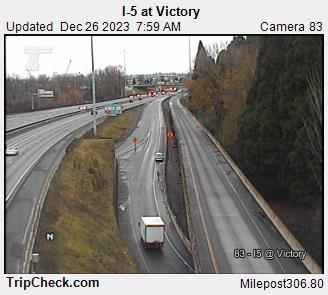 I-5 at Victory
Updated Dec 26 2023 7:59 AM
Camera 83
N
83 - I5 @ Victory
TripCheck.com
Milepost306.80